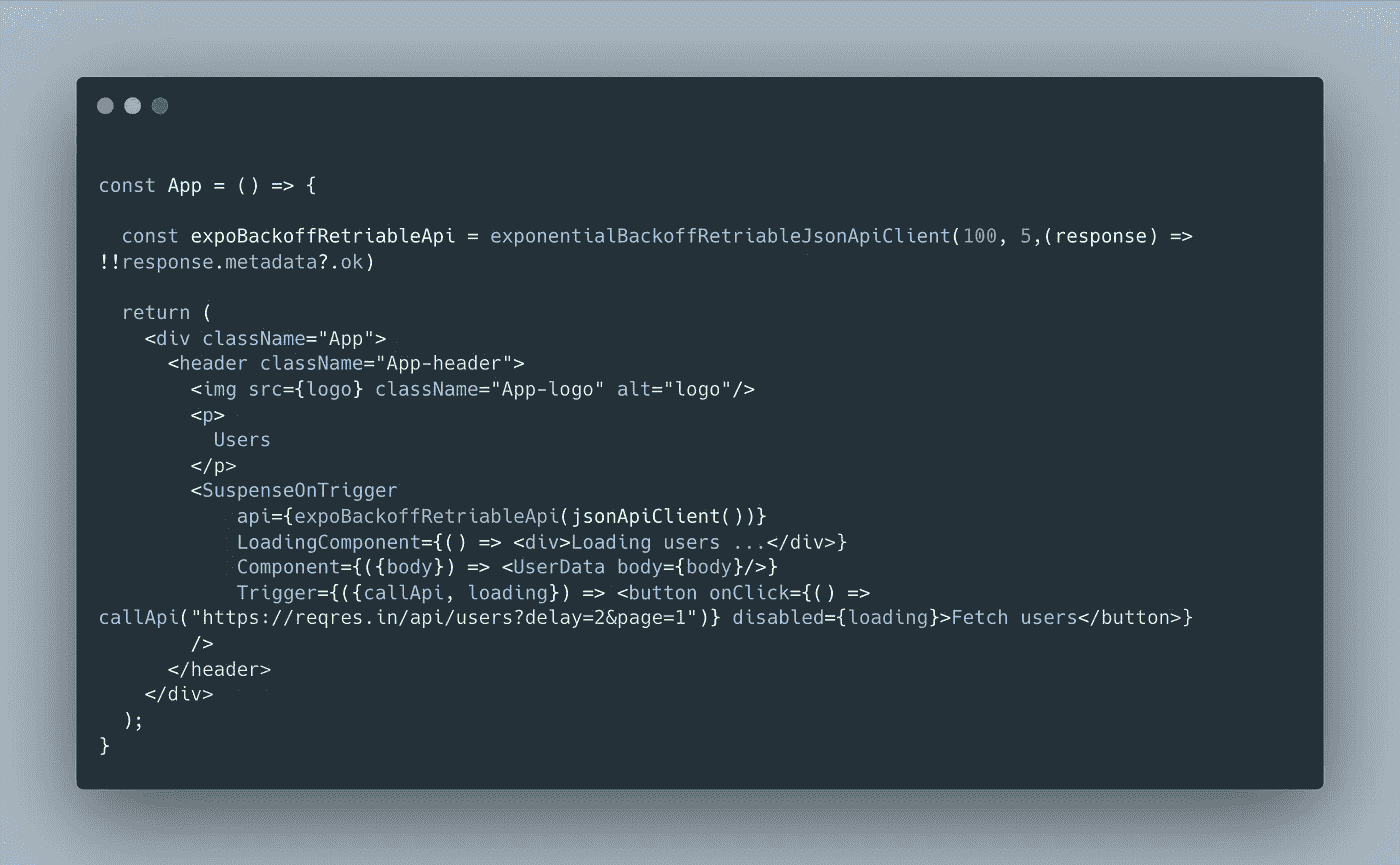 const App = () => {
  const expoBackoffRetriableApi = exponentialBackoffRetriableJsonApiClient(100, 5,(response) =>
!!response.metadata?.ok)
  return (
    <div className="App">
      <header className="App-header">
        <img src={logo} className="App-logo" alt="logo"/>
        <p>
          Users
        </p>
        <SuspenseOnTrigger
            api={expoBackoffRetriableApi(jsonApiClient())}
            LoadingComponent={() => <div>Loading users ...</div>}
            Component={({body}) => <UserData body={body}/>}
            Trigger={({callApi, loading}) => <button onClick={() =>
callApi("https://reqres.in/api/users?delay=2&page=1")} disabled={loading}>Fetch users</button>}
        />
      </header>
    </div>
  );
}